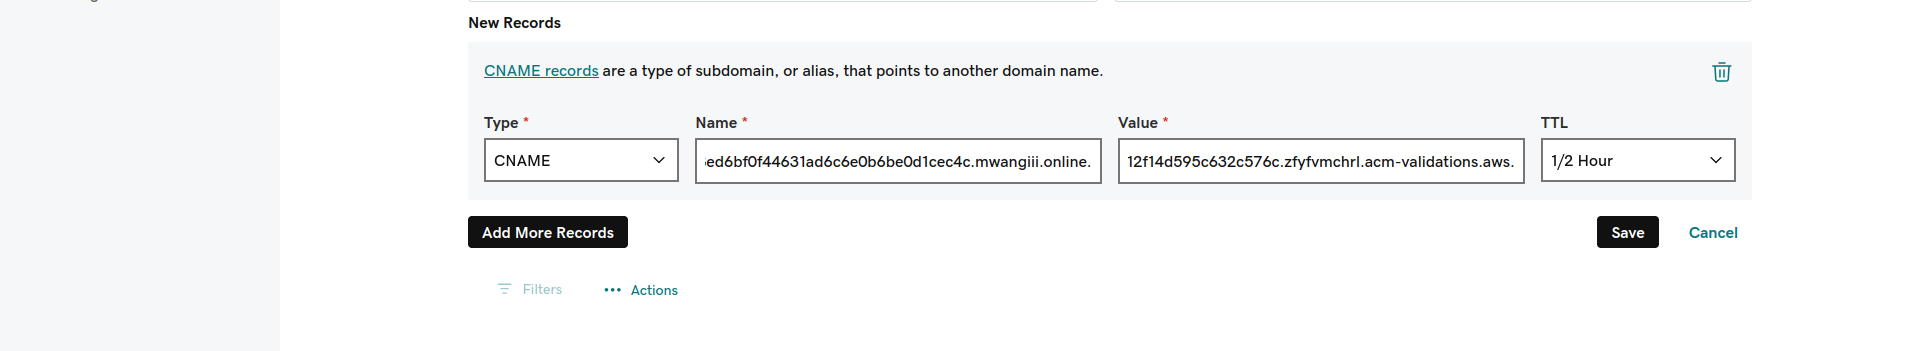 New Records
CNAME records are a type of subdomain, or alias, that points to another domain name.
Type * Name * Value * TTL
CNAME ed6bf0f44631ad6c6e0b6be0d1cec4c.mwangiii.online. 12f14d595c632c576c.zfyfvmchrl.acm-validations.aws. 1/2 Hour
Add More Records Save Cancel
Filters Actions